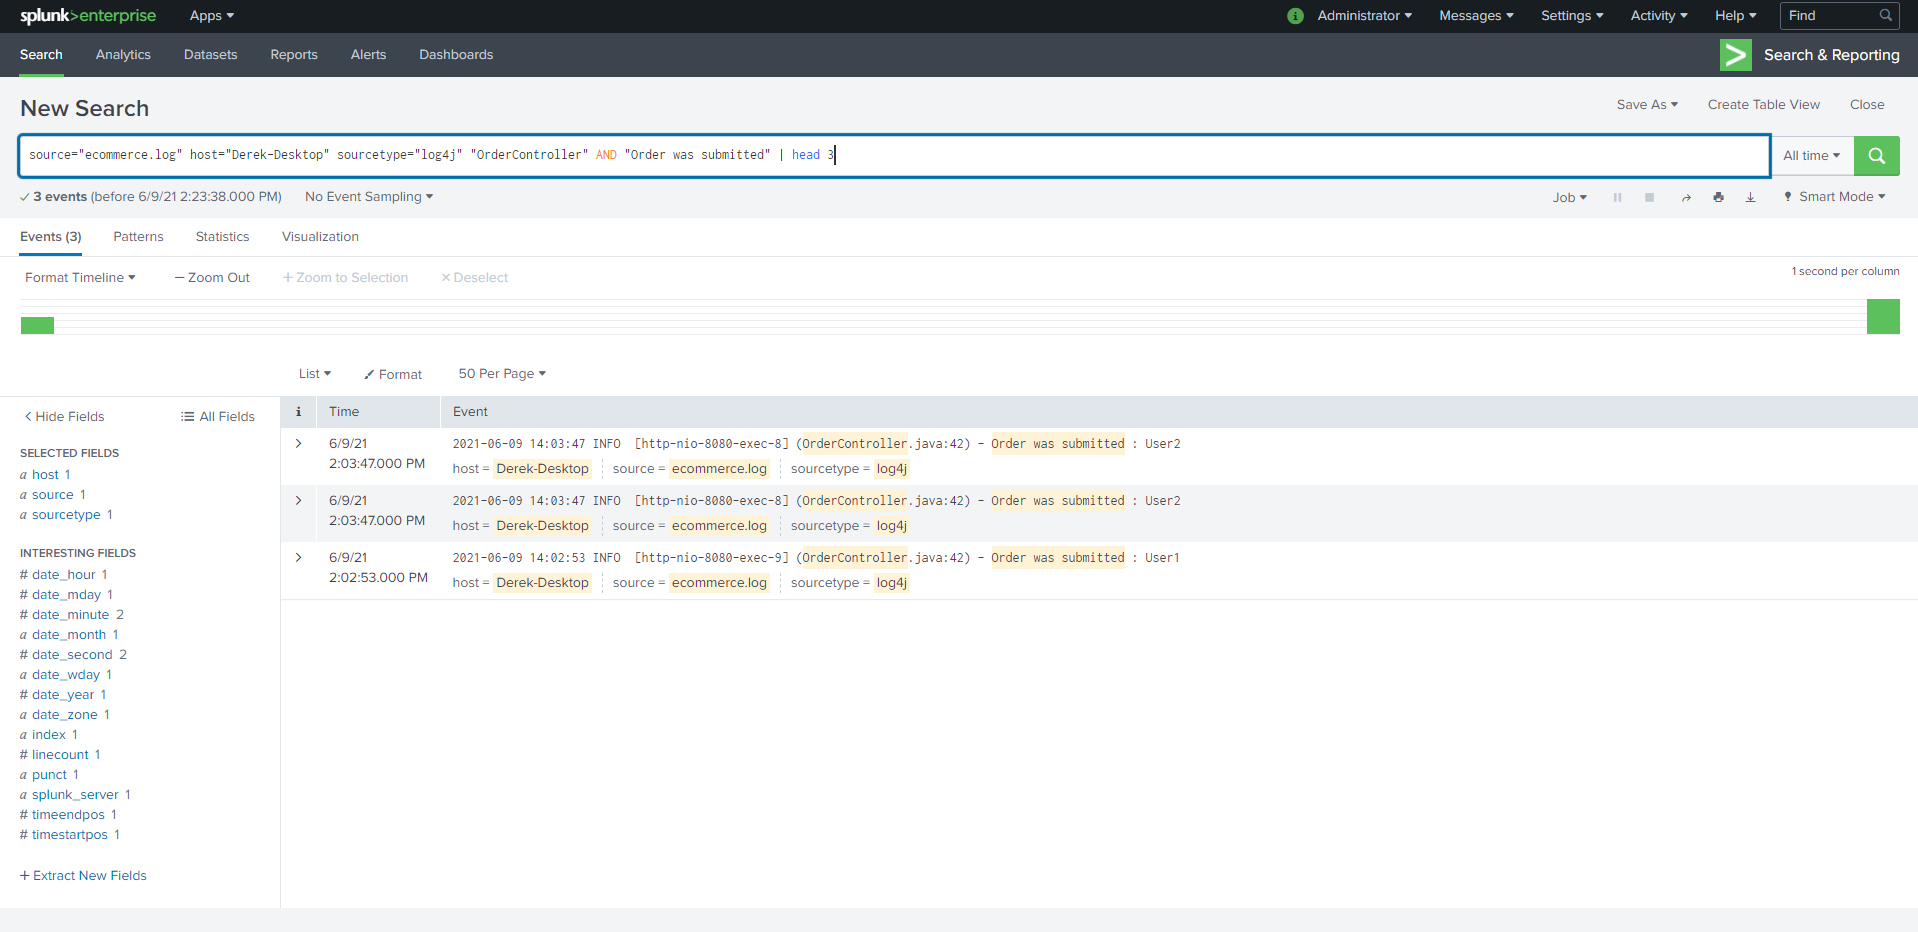 splunk>enterprise Apps Administrator Messages Settings Activity Help Find
Search Analytics Datasets Reports Alerts Dashboards Search & Reporting
New Search Save As Create Table View Close
source="ecommerce.log" host="Derek-Desktop" sourcetype="log4j" "OrderController" AND "Order was submitted" | head 3 All time
✓ 3 events (before 6/9/21 2:23:38.000 PM) No Event Sampling Job Smart Mode
Events (3) Patterns Statistics Visualization
Format Timeline — Zoom Out + Zoom to Selection × Deselect 1 second per column
List Format 50 Per Page
< Hide Fields All Fields
SELECTED FIELDS
a host 1
a source 1
a sourcetype 1
INTERESTING FIELDS
# date_hour 1
# date_mday 1
# date_minute 2
a date_month 1
# date_second 2
a date_wday 1
# date_year 1
a date_zone 1
a index 1
# linecount 1
a punct 1
a splunk_server 1
# timeendpos 1
# timestartpos 1
+ Extract New Fields
i Time Event
> 6/9/21 2021-06-09 14:03:47 INFO [http-nio-8080-exec-8] (OrderController.java:42) - Order was submitted : User2
2:03:47.000 PM host = Derek-Desktop source = ecommerce.log sourcetype = log4j
> 6/9/21 2021-06-09 14:03:47 INFO [http-nio-8080-exec-8] (OrderController.java:42) - Order was submitted : User2
2:03:47.000 PM host = Derek-Desktop source = ecommerce.log sourcetype = log4j
> 6/9/21 2021-06-09 14:02:53 INFO [http-nio-8080-exec-9] (OrderController.java:42) - Order was submitted : User1
2:02:53.000 PM host = Derek-Desktop source = ecommerce.log sourcetype = log4j